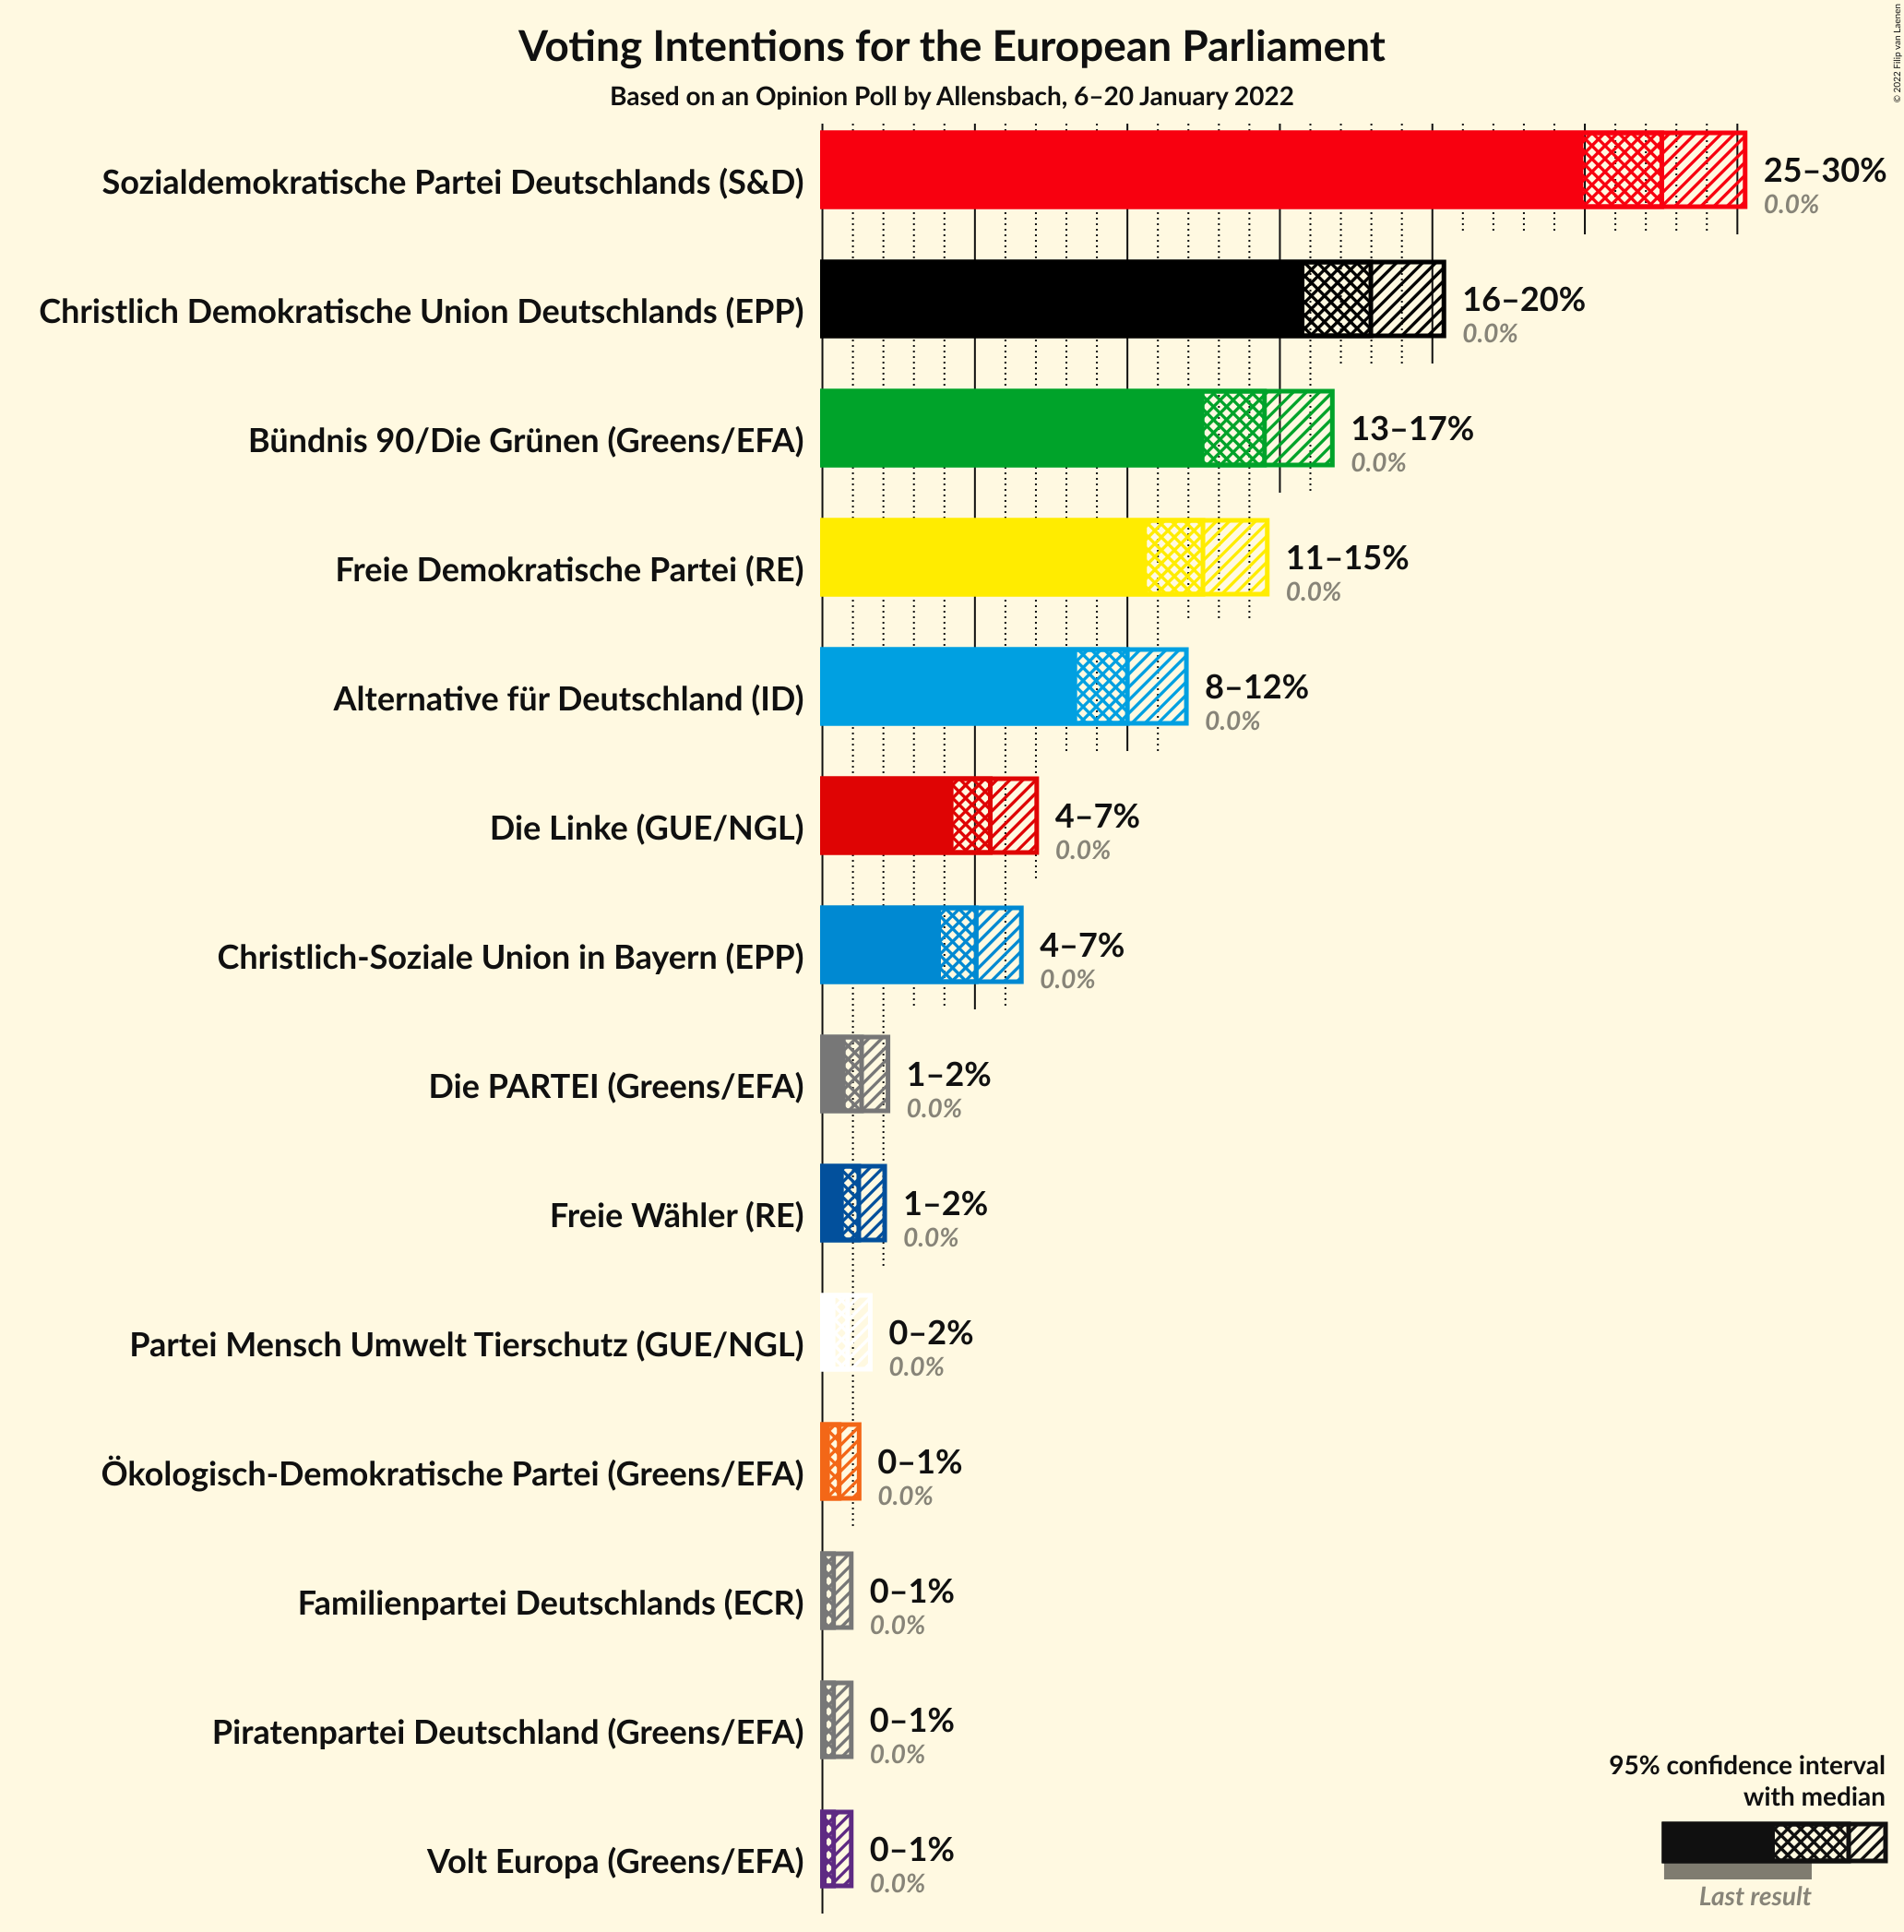 © 2022 Filip van Laenen
Voting Intentions for the European Parliament
Based on an Opinion Poll by Allensbach, 6–20 January 2022
Sozialdemokratische Partei Deutschlands (S&D)
25–30%
0.0%
Christlich Demokratische Union Deutschlands (EPP)
16–20%
0.0%
Bündnis 90/Die Grünen (Greens/EFA)
13–17%
0.0%
Freie Demokratische Partei (RE)
11–15%
0.0%
Alternative für Deutschland (ID)
8–12%
0.0%
Die Linke (GUE/NGL)
4–7%
0.0%
Christlich-Soziale Union in Bayern (EPP)
4–7%
0.0%
Die PARTEI (Greens/EFA)
1–2%
0.0%
Freie Wähler (RE)
1–2%
0.0%
Partei Mensch Umwelt Tierschutz (GUE/NGL)
0–2%
0.0%
Ökologisch-Demokratische Partei (Greens/EFA)
0–1%
0.0%
Familienpartei Deutschlands (ECR)
0–1%
0.0%
Piratenpartei Deutschland (Greens/EFA)
0–1%
0.0%
Volt Europa (Greens/EFA)
0–1%
0.0%
95% confidence interval
with median
Last result